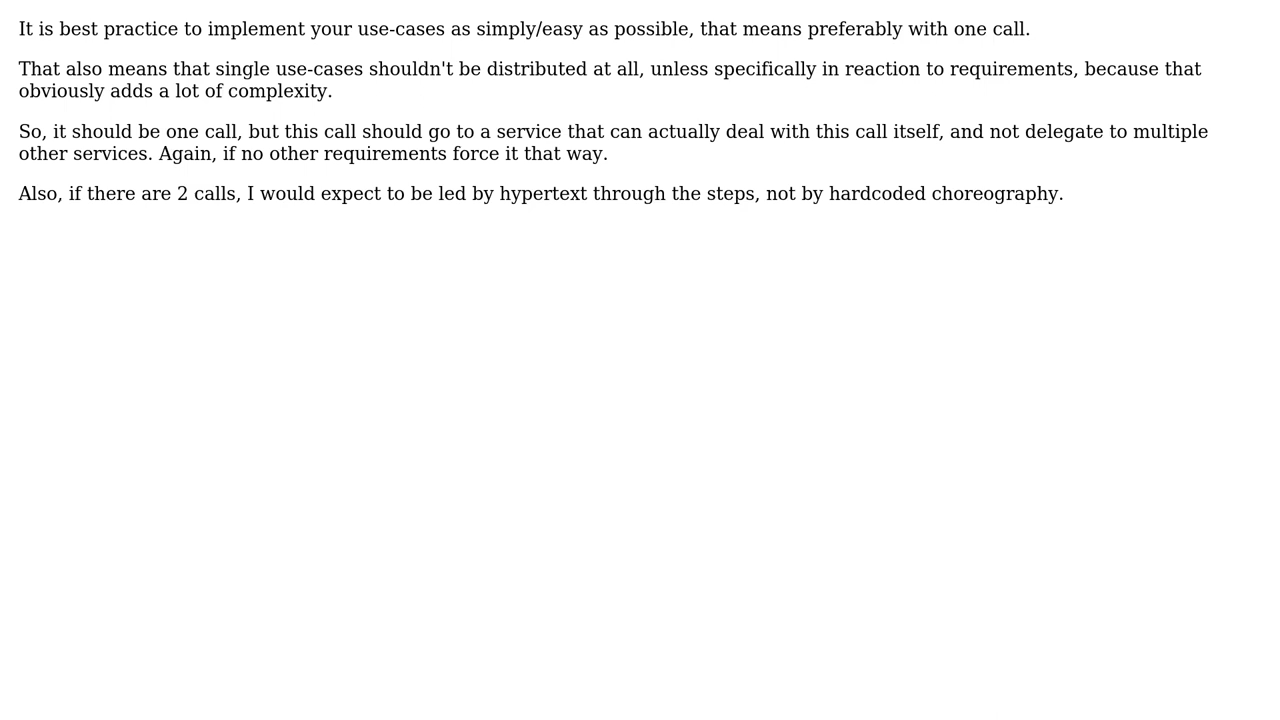 It is best practice to implement your use-cases as simply/easy as possible, that means preferably with one call.
That also means that single use-cases shouldn't be distributed at all, unless specifically in reaction to requirements, because that
obviously adds a lot of complexity.
So, it should be one call, but this call should go to a service that can actually deal with this call itself, and not delegate to multiple
other services. Again, if no other requirements force it that way.
Also, if there are 2 calls, I would expect to be led by hypertext through the steps, not by hardcoded choreography.